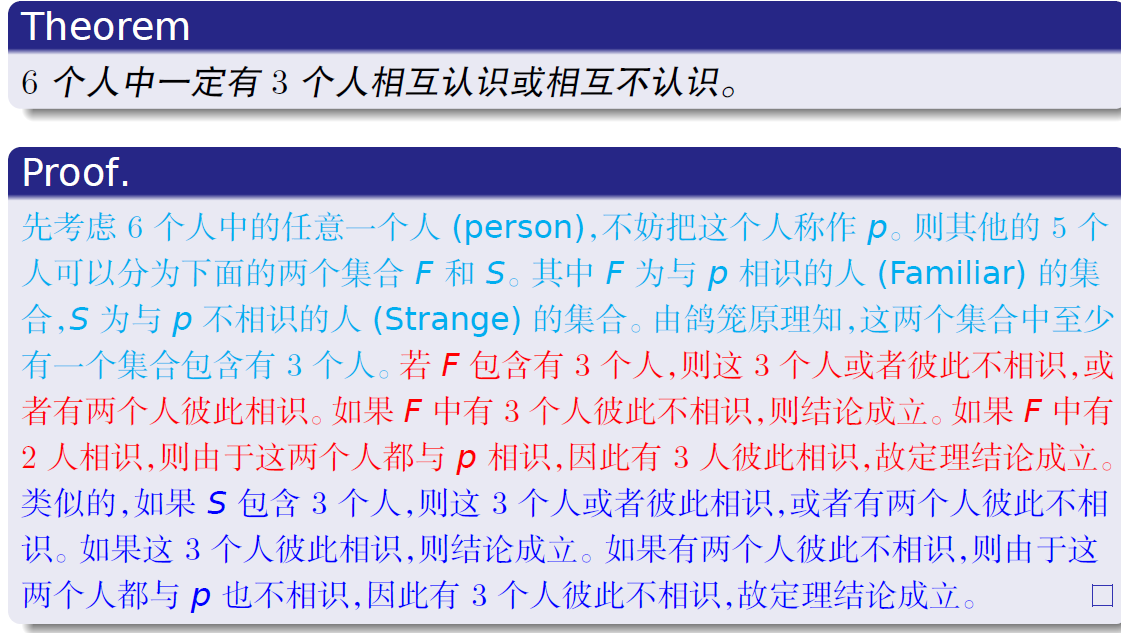 Theorem
6 个人中一定有 3 个人相互认识或相互不认识。
Proof.
先考虑 6 个人中的任意一个人 (person),不妨把这个人称作 p。则其他的 5 个
人可以分为下面的两个集合 F 和 S。其中 F 为与 p 相识的人 (Familiar) 的集
合,S 为与 p 不相识的人 (Strange) 的集合。由鸽笼原理知,这两个集合中至少
有一个集合包含有 3 个人。若 F 包含有 3 个人,则这 3 个人或者彼此不相识,或
者有两个人彼此相识。如果 F 中有 3 个人彼此不相识,则结论成立。如果 F 中有
2 人相识,则由于这两个人都与 p 相识,因此有 3 人彼此相识,故定理结论成立。
类似的,如果 S 包含 3 个人,则这 3 个人或者彼此相识,或者有两个人彼此不相
识。如果这 3 个人彼此相识,则结论成立。如果有两个人彼此不相识,则由于这
两个人都与 p 也不相识,因此有 3 个人彼此不相识,故定理结论成立。 □